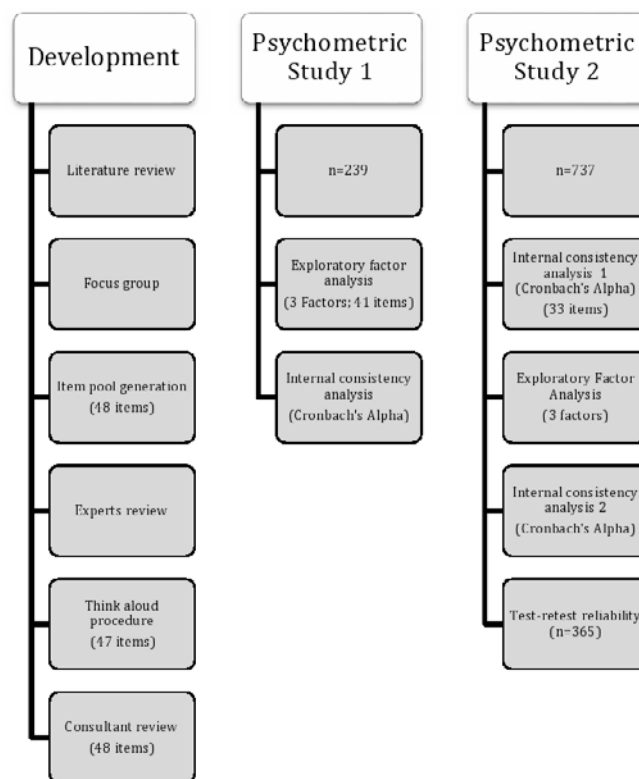 Development
Literature review
Focus group
Item pool generation
(48 items)
Experts review
Think aloud
procedure
(47 items)
Consultant review
(48 items)
Psychometric
Study 1
n=239
Exploratory factor
analysis
(3 Factors; 41 items)
Internal consistency
analysis
(Cronbach's Alpha)
Psychometric
Study 2
n=737
Internal consistency
analysis 1
(Cronbach's Alpha)
(33 items)
Exploratory Factor
Analysis
(3 factors)
Internal consistency
analysis 2
(Cronbach's Alpha)
Test-retest reliability
(n=365)